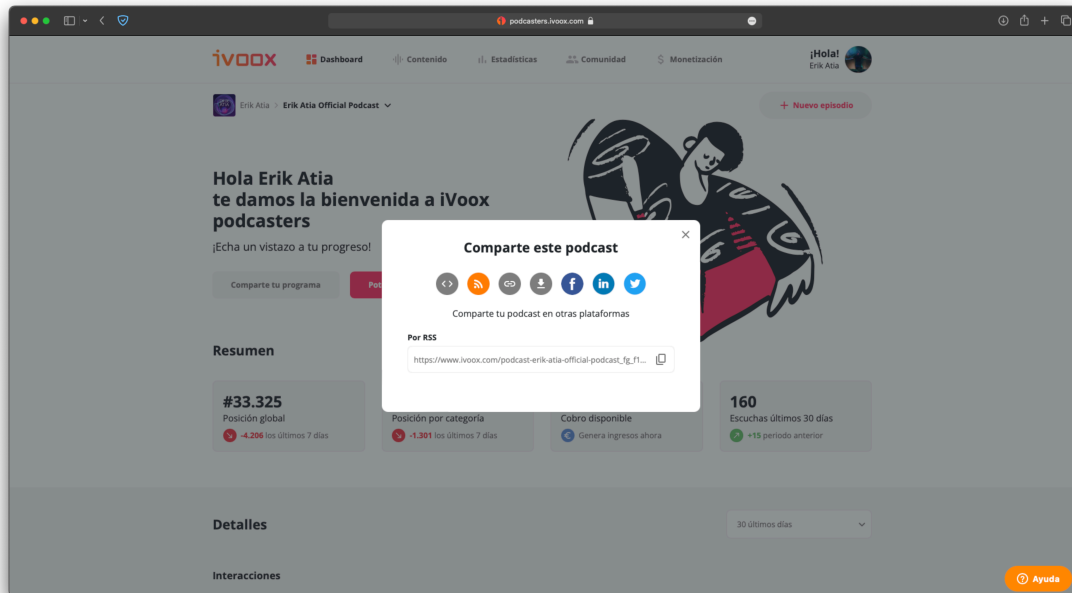 podcasters.ivoox.com
ivoox
Dashboard
Contenido
Estadísticas
Comunidad
Monetización
¡Hola!
Erik Atia
Erik Atia > Erik Atia Official Podcast
+ Nuevo episodio
Hola Erik Atia
te damos la bienvenida a iVoox
podcasters
¡Echa un vistazo a tu progreso!
Comparte tu programa
Pot
Comparte este podcast
Comparte tu podcast en otras plataformas
Por RSS
https://www.ivoox.com/podcast-erik-atia-official-podcast_fg_f1...
Resumen
#33.325
Posición global
-4.206 los últimos 7 días
Posición por categoría
-1.301 los últimos 7 días
Cobro disponible
Genera ingresos ahora
160
Escuchas últimos 30 días
+15 periodo anterior
Detalles
30 últimos días
Interacciones
Ayuda